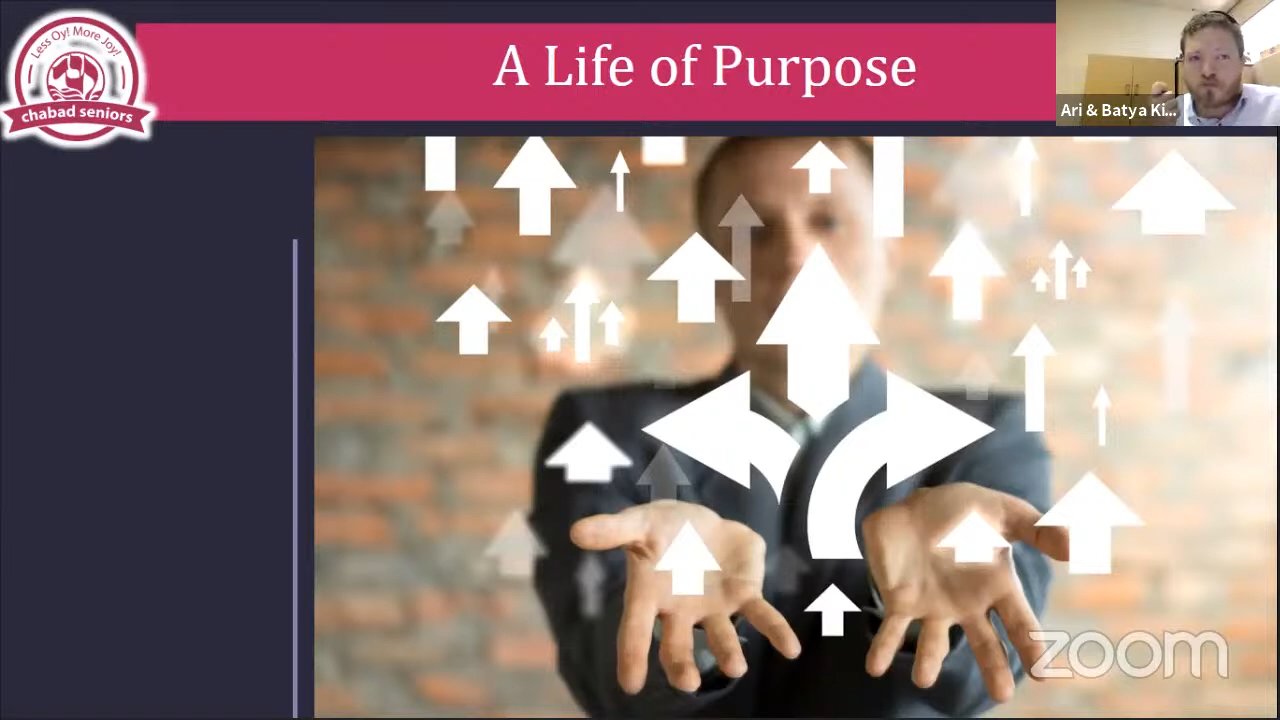 Less Oy! More Joy!
chabad seniors
A Life of Purpose
Ari & Batya Ki...
zoom